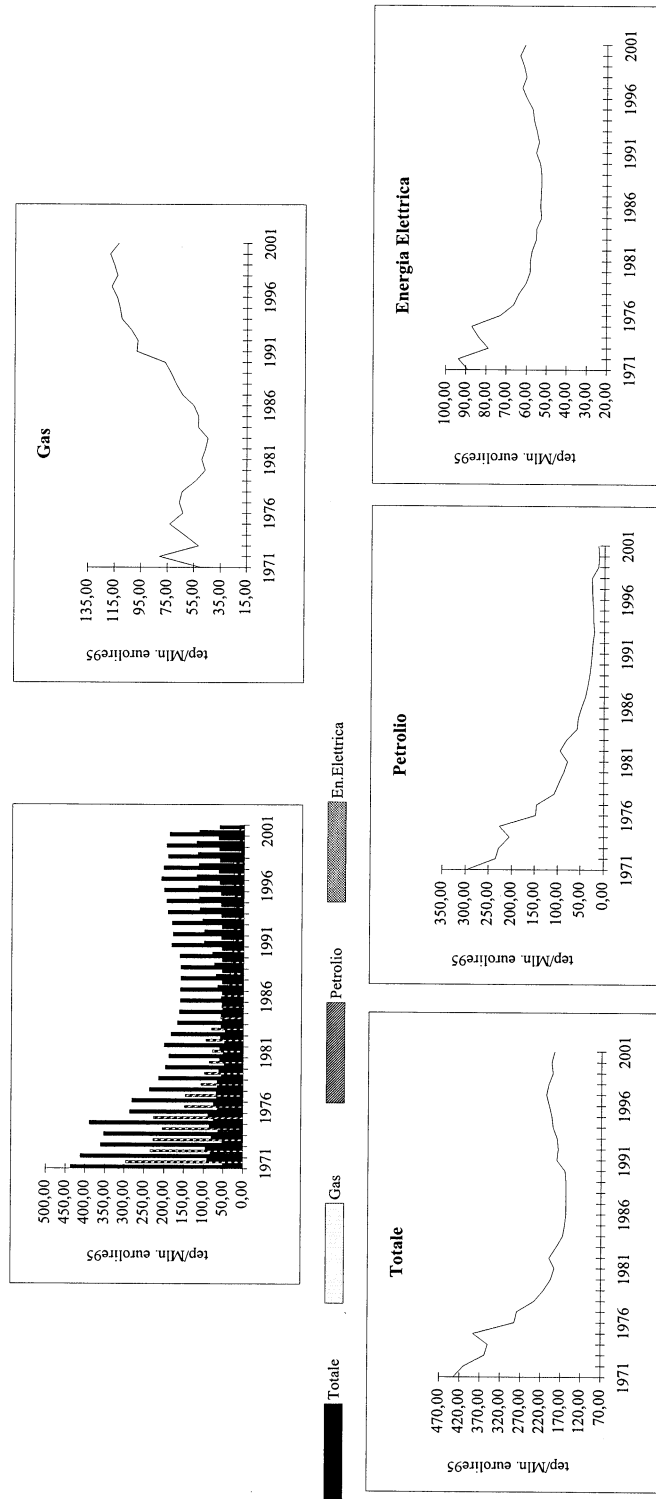 500,00
450,00
400,00
350,00
300,00
250,00
200,00
150,00
100,00
50,00
0,00
tep/Mln. eurolire95
1971 1976 1981 1986 1991 1996 2001
Gas
135,00
115,00
95,00
75,00
55,00
35,00
15,00
tep/Mln. eurolire95
1971 1976 1981 1986 1991 1996 2001
Totale Gas Petrolio En.Elettrica
Totale
470,00
420,00
370,00
320,00
270,00
220,00
170,00
120,00
70,00
tep/Mln. eurolire95
1971 1976 1981 1986 1991 1996 2001
Petrolio
350,00
300,00
250,00
200,00
150,00
100,00
50,00
0,00
tep/Mln. eurolire95
1971 1976 1981 1986 1991 1996 2001
Energia Elettrica
100,00
90,00
80,00
70,00
60,00
50,00
40,00
30,00
20,00
tep/Mln. eurolire95
1971 1976 1981 1986 1991 1996 2001